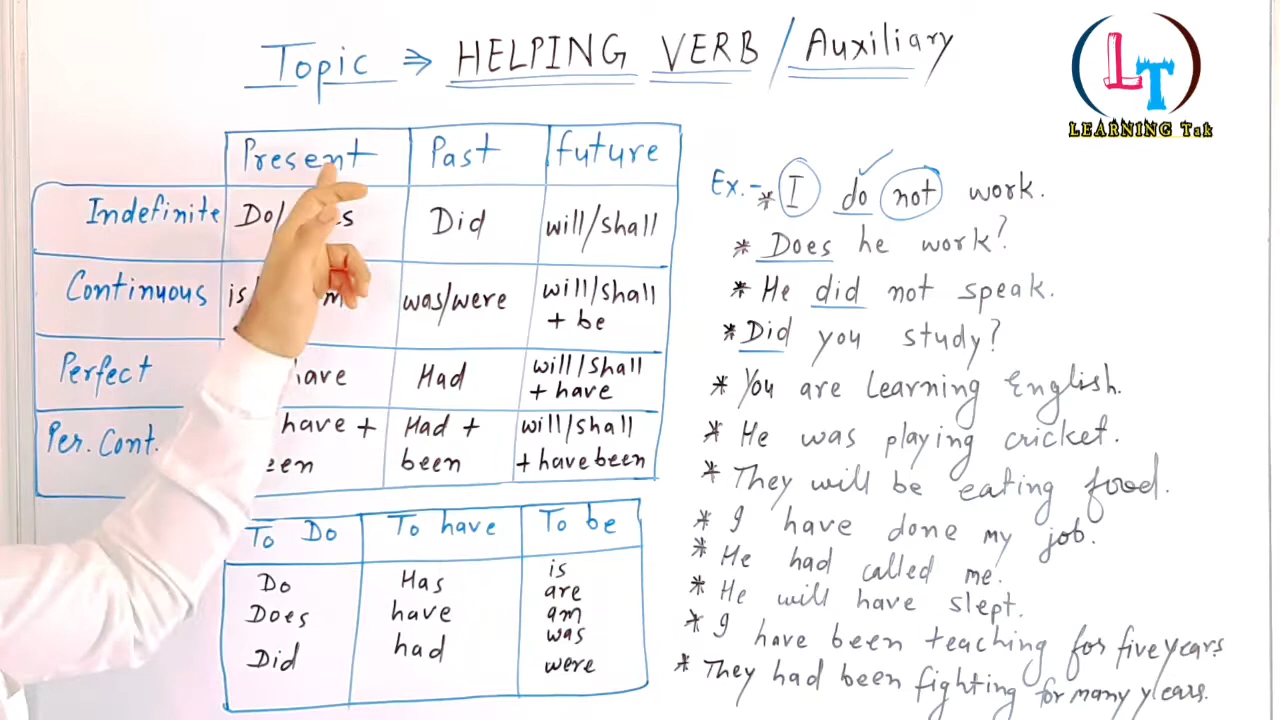 Topic ⇒ HELPING VERB / Auxiliary
LT
LEARNING Tak
Present Past future
Indefinite Do/ Did will/shall
Continuous is was/were will/shall
+ be
Perfect have Had will/shall
+ have
Per. Cont. have + Had + will/shall
been + have been
To Do To have To be
Do Has is
Does have are
Did had am
was
were
Ex.- * I do not work.
* Does he work?
* He did not speak.
* Did you study?
* You are learning English.
* He was playing cricket.
* They will be eating food.
* I have done my job.
* He had called me.
* He will have slept.
* I have been teaching for five years
* They had been fighting for many years.